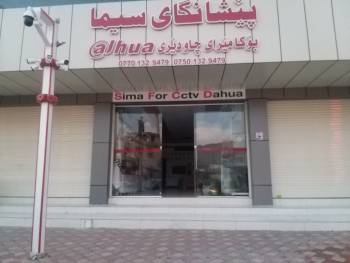 پێشانگای سیما
بۆ کامێرای چاودێری alhua
0770 132 9479 0750 132 9479
Sima For Cctv Dahua